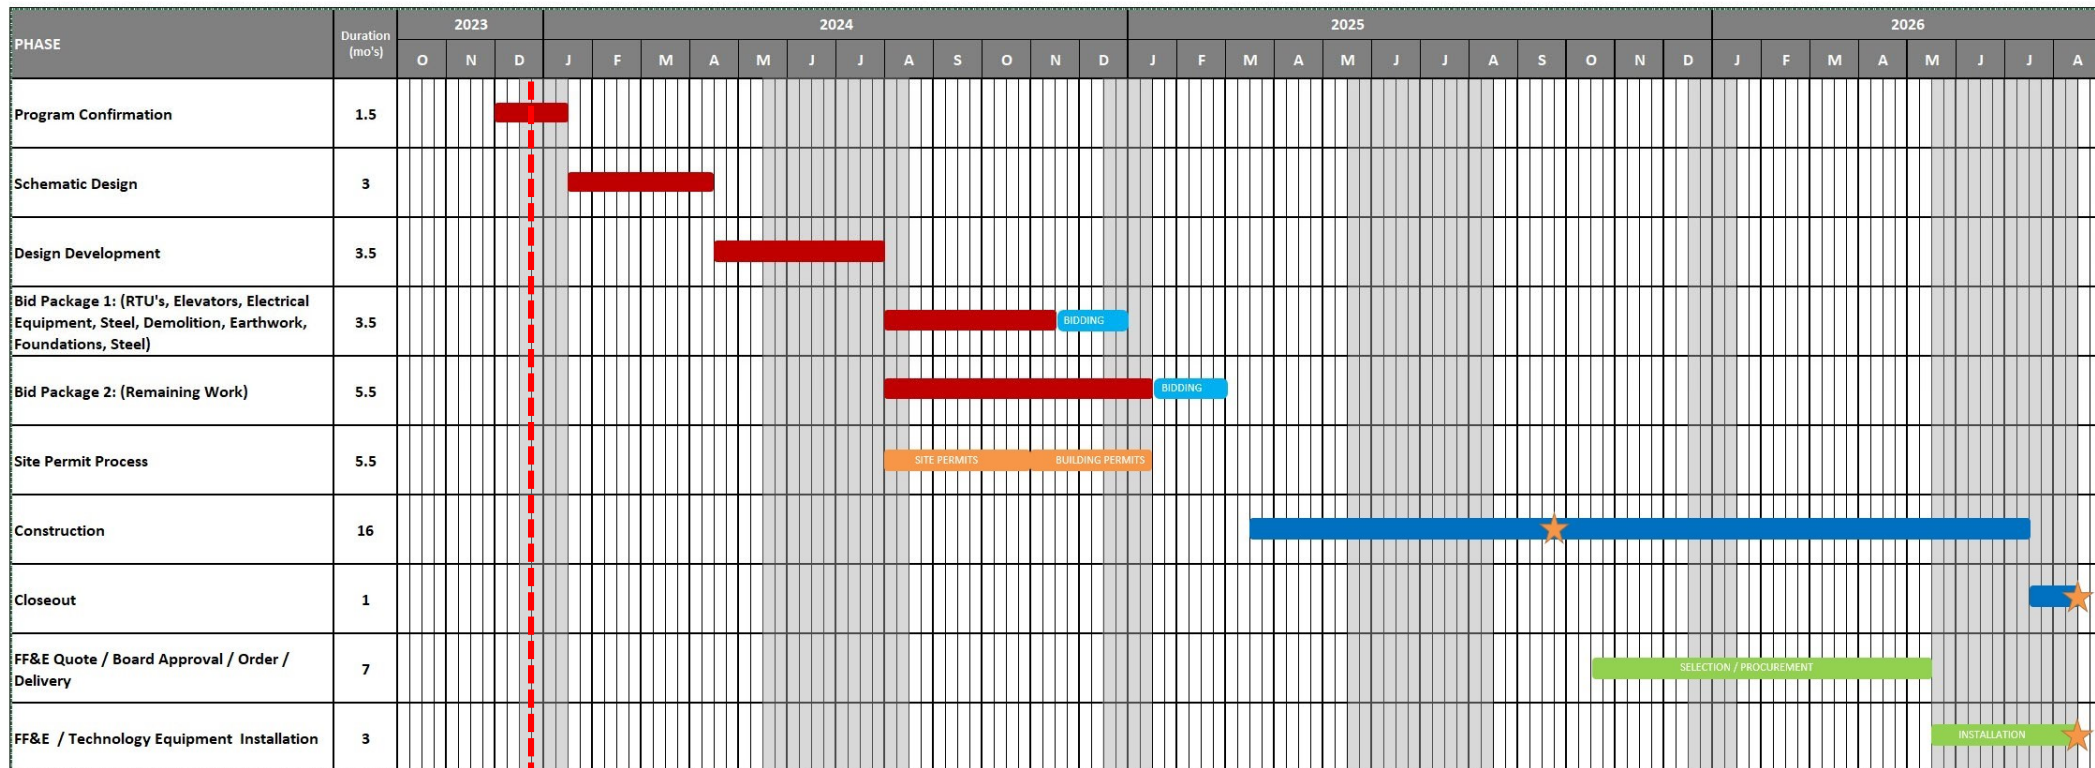 PHASE
Duration
(mo's)
2023
2024
2025
2026
O N D J F M A M J J A S O N D J F M A M J J A S O N D J F M A M J J A
Program Confirmation
1.5
Schematic Design
3
Design Development
3.5
Bid Package 1: (RTU's, Elevators, Electrical
Equipment, Steel, Demolition, Earthwork,
Foundations, Steel)
3.5
BIDDING
Bid Package 2: (Remaining Work)
5.5
BIDDING
Site Permit Process
5.5
SITE PERMITS
BUILDING PERMITS
Construction
16
Closeout
1
FF&E Quote / Board Approval / Order /
Delivery
7
SELECTION / PROCUREMENT
FF&E / Technology Equipment Installation
3
INSTALLATION